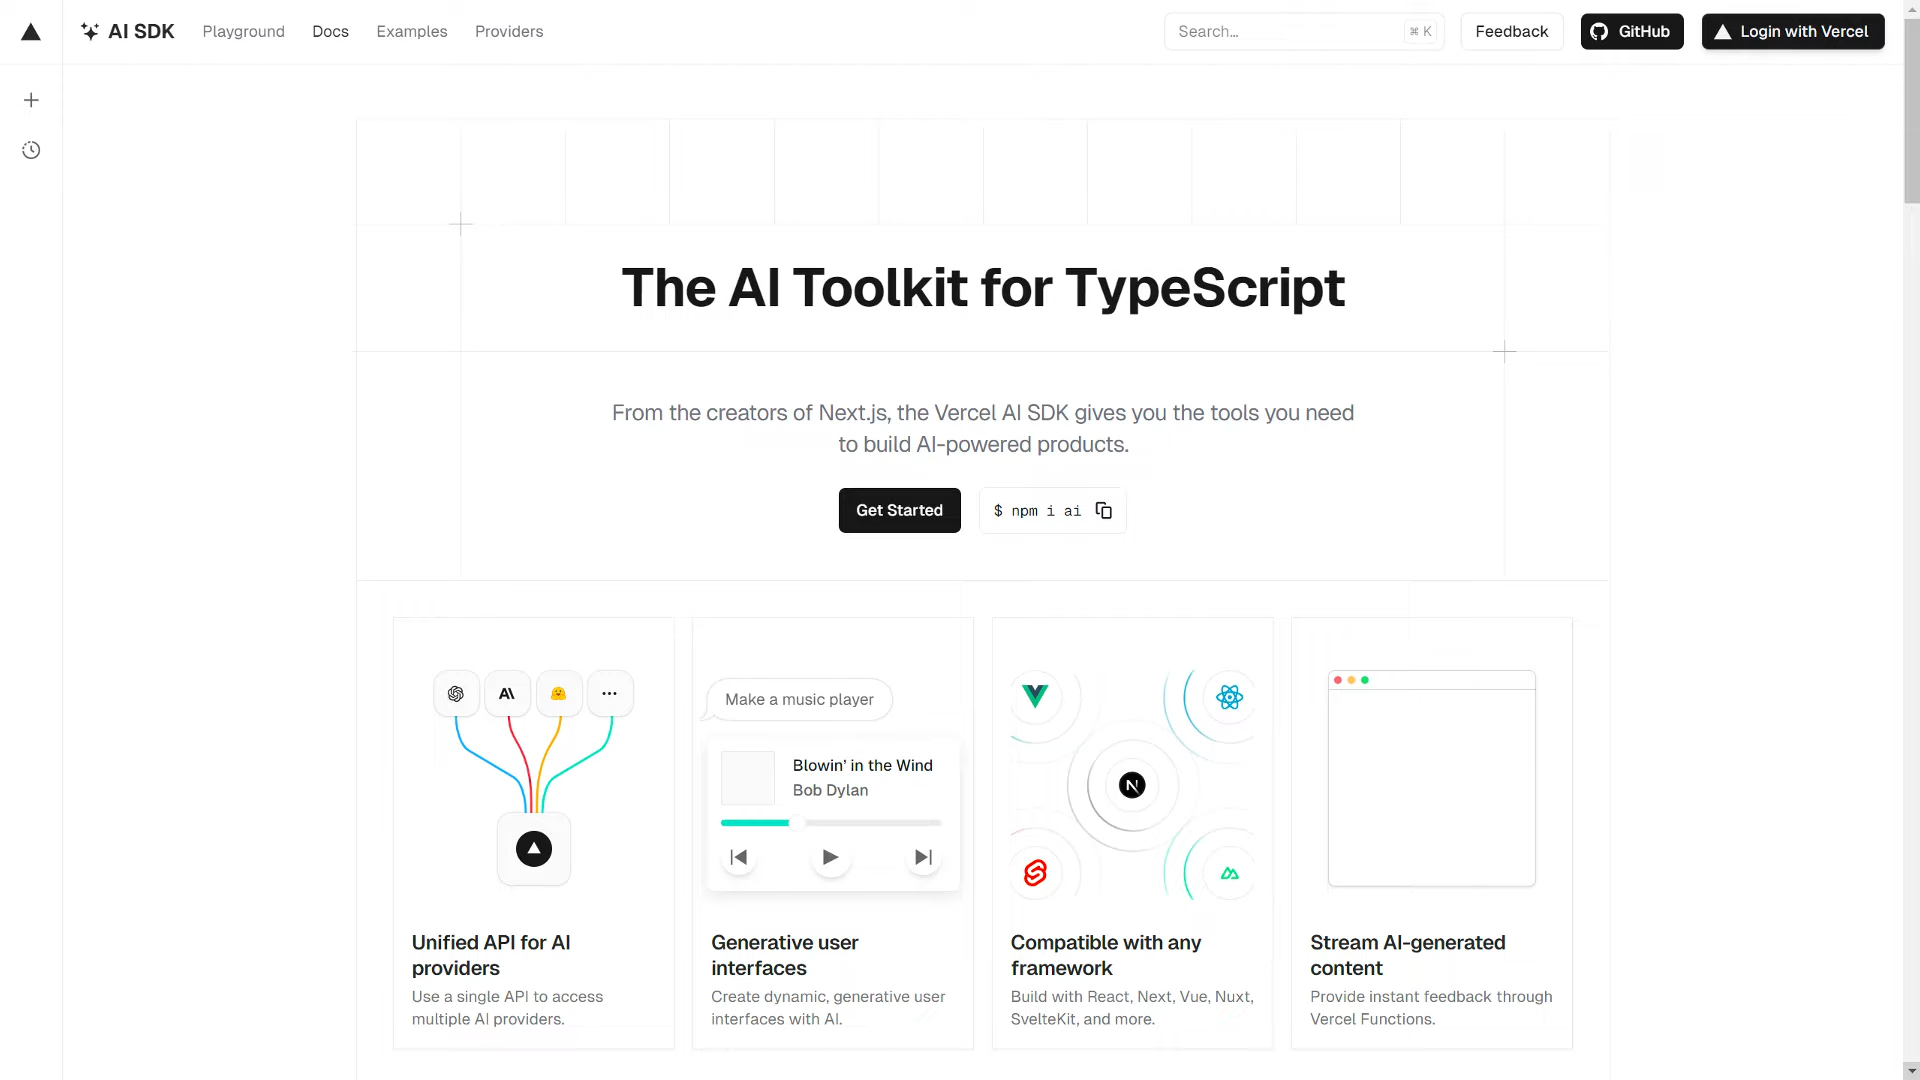 AI SDK
Playground
Docs
Examples
Providers
Search...
⌘ K
Feedback
GitHub
Login with Vercel
The AI Toolkit for TypeScript
From the creators of Next.js, the Vercel AI SDK gives you the tools you need
to build AI-powered products.
Get Started
$ npm i ai
Make a music player
Blowin’ in the Wind
Bob Dylan
Unified API for AI
providers
Use a single API to access
multiple AI providers.
Generative user
interfaces
Create dynamic, generative user
interfaces with AI.
Compatible with any
framework
Build with React, Next, Vue, Nuxt,
SvelteKit, and more.
Stream AI-generated
content
Provide instant feedback through
Vercel Functions.